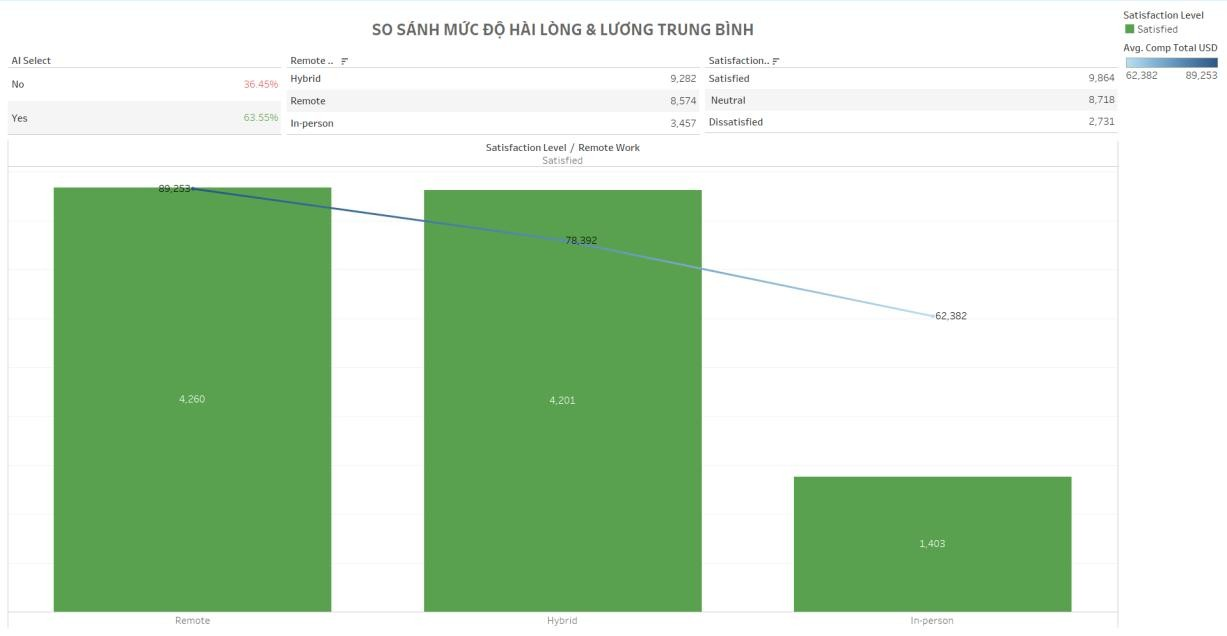 SO SÁNH MỨC ĐỘ HÀI LÒNG & LƯƠNG TRUNG BÌNH
Satisfaction Level
Satisfied
Avg. Comp Total USD
62,382 89,253
AI Select
No 36.45%
Yes 63.55%
Remote ..
Hybrid 9,282
Remote 8,574
In-person 3,457
Satisfaction..
Satisfied 9,864
Neutral 8,718
Dissatisfied 2,731
Satisfaction Level / Remote Work
Satisfied
89,253
78,392
62,382
4,260
4,201
1,403
Remote
Hybrid
In-person